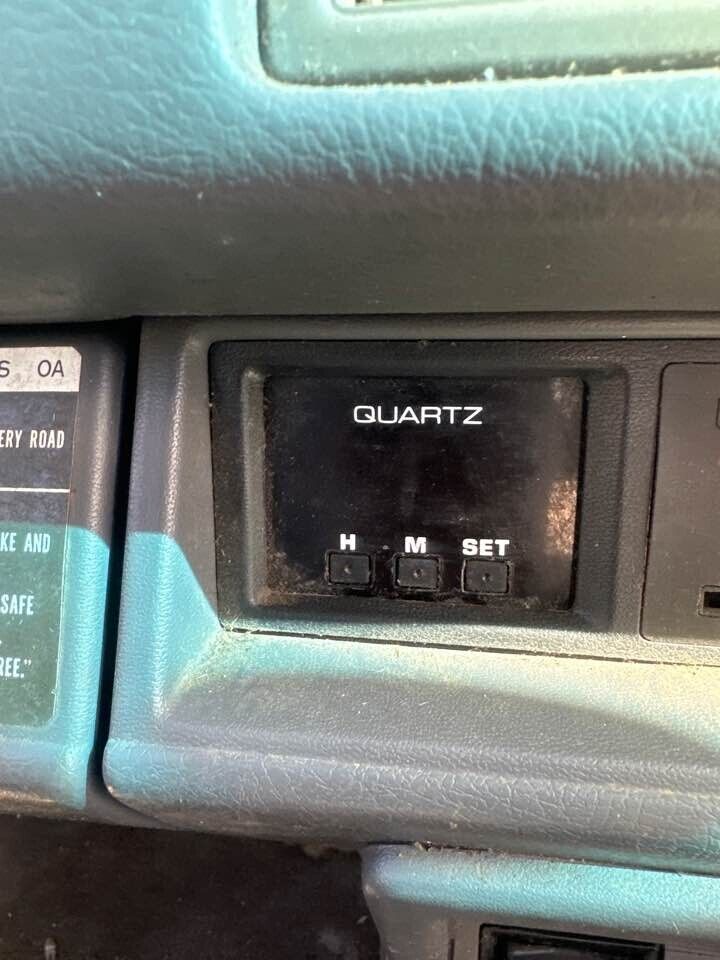 S OA
ERY ROAD
KE AND
SAFE
REE."
QUARTZ
H M SET